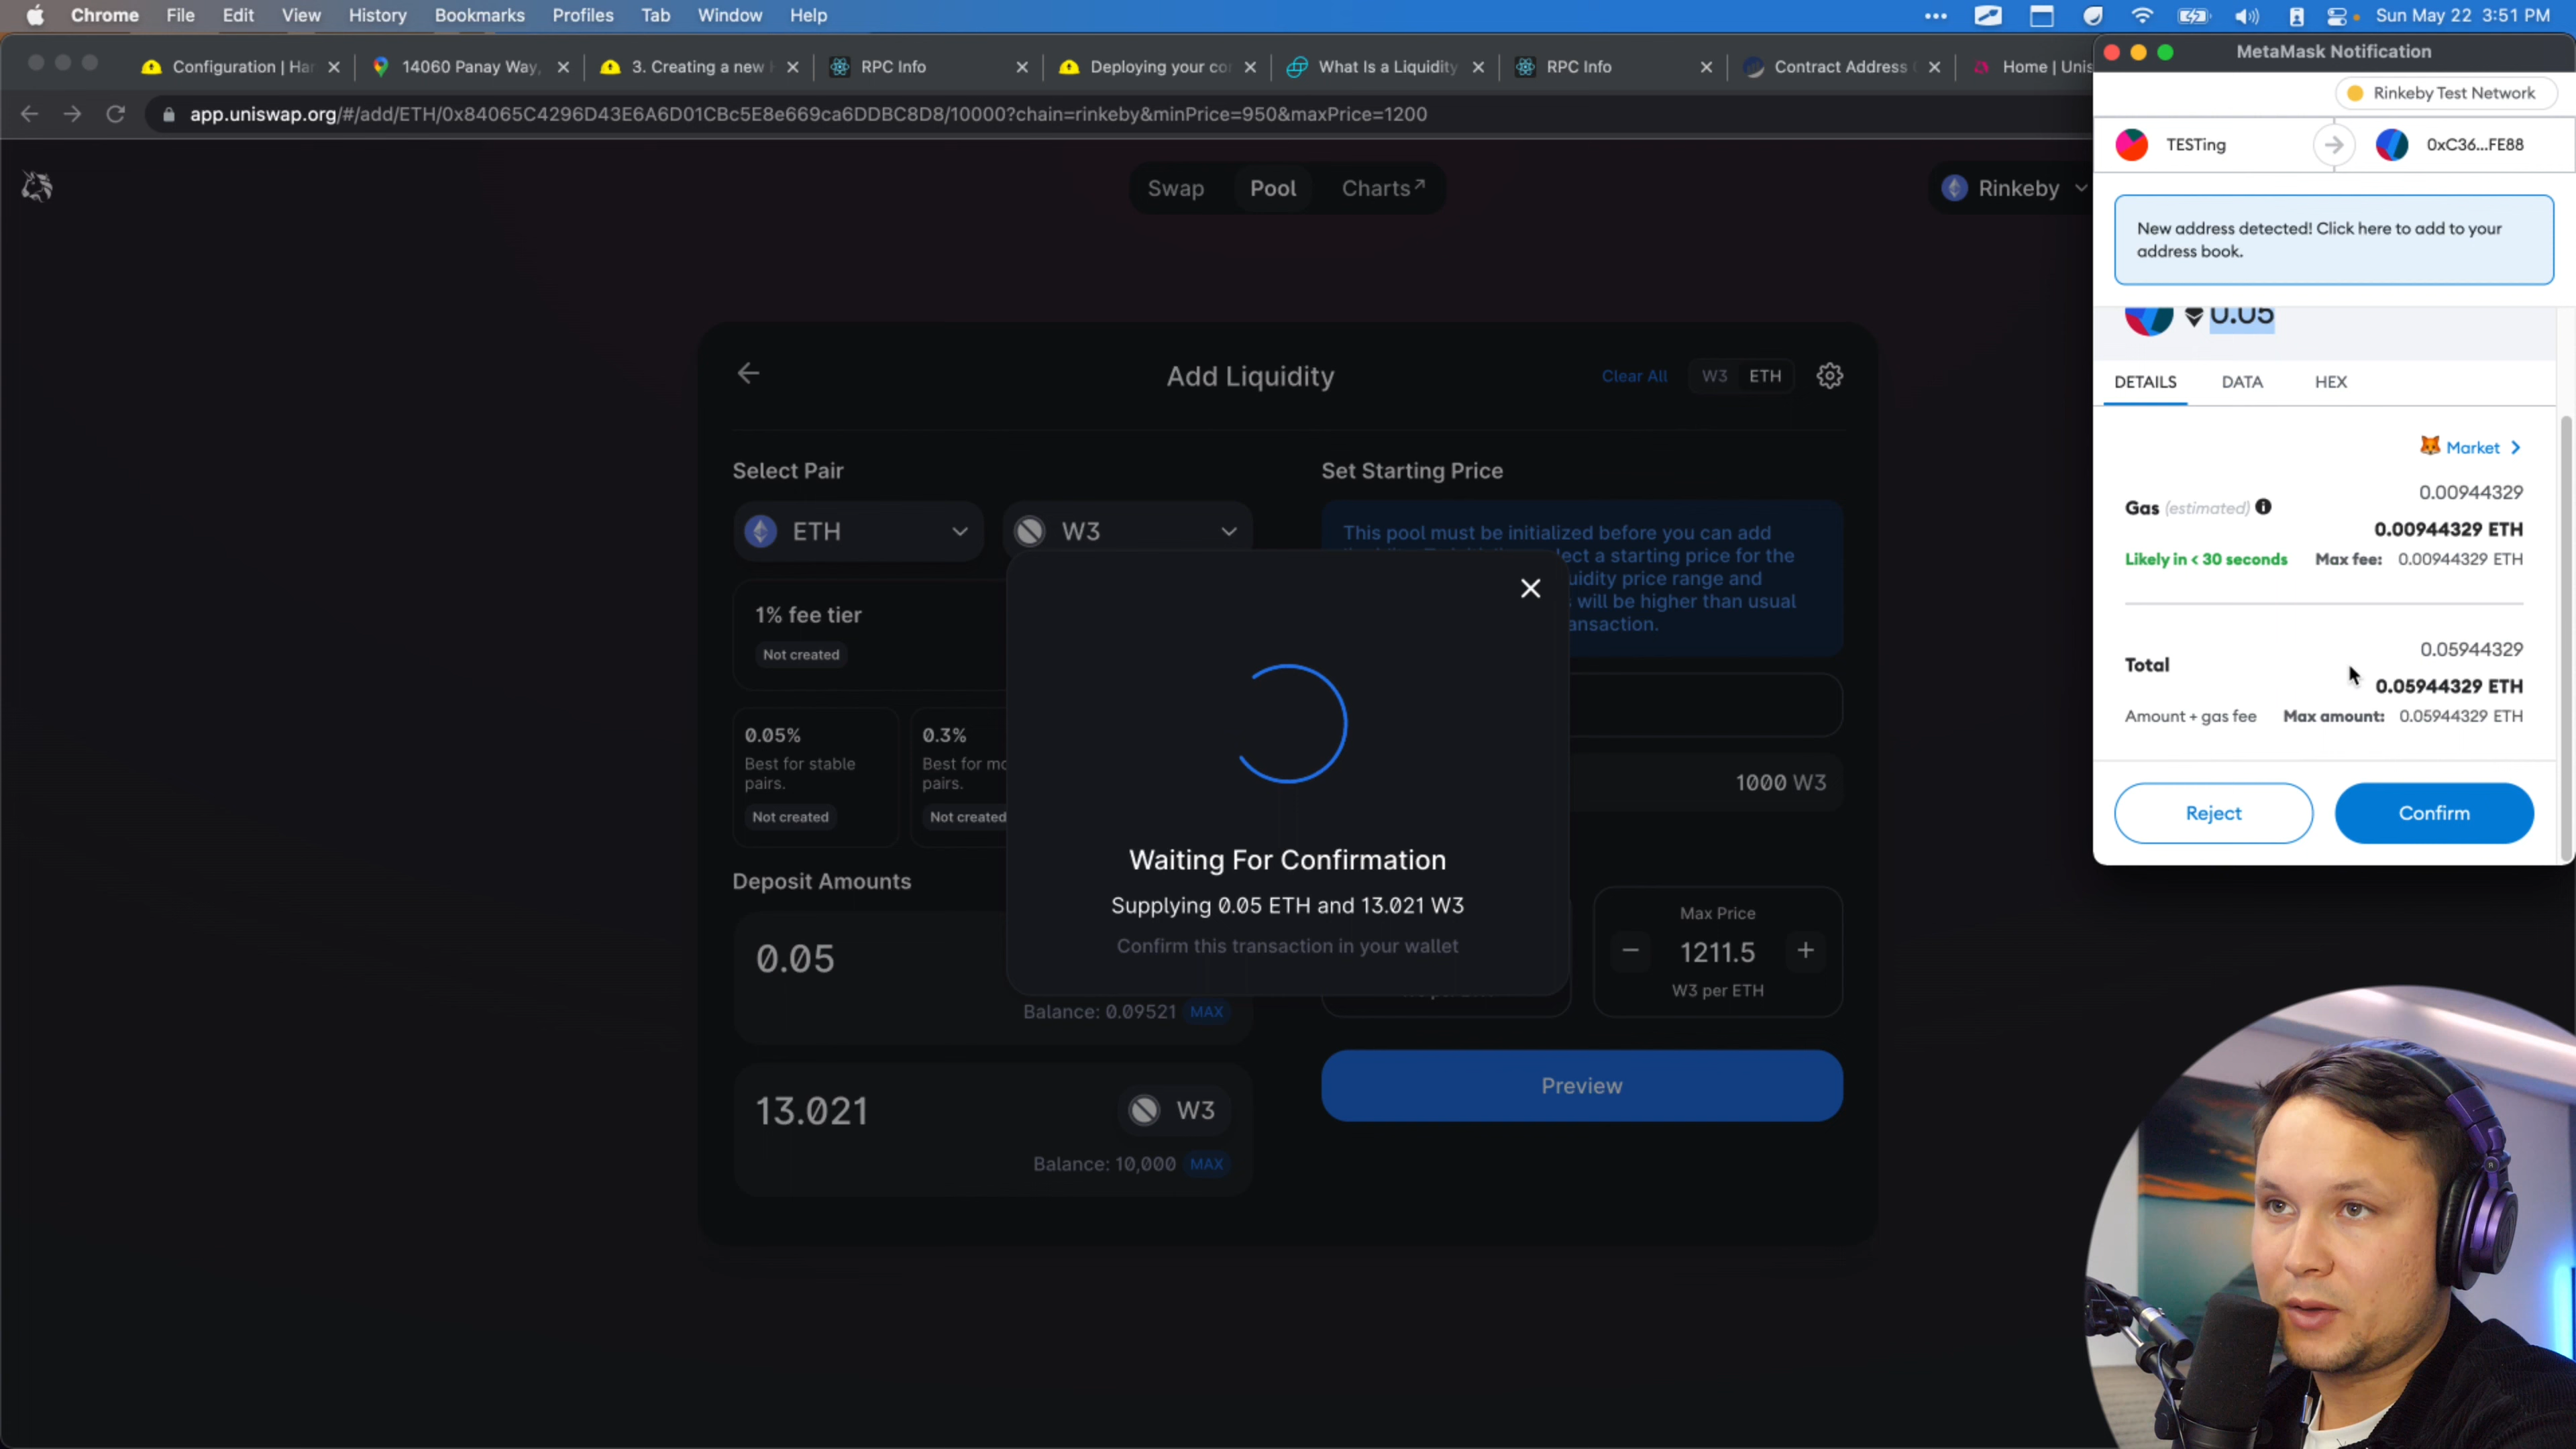 Chrome File Edit View History Bookmarks Profiles Tab Window Help
Sun May 22 3:51 PM
Configuration | Har
14060 Panay Way,
3. Creating a new
RPC Info
Deploying your co
What Is a Liquidity
RPC Info
Contract Address
Home | Unis
app.uniswap.org/#/add/ETH/0x84065C4296D43E6A6D01CBc5E8e669ca6DDBC8D8/10000?chain=rinkeby&minPrice=950&maxPrice=1200
Swap Pool Charts↗
Rinkeby
Add Liquidity
Clear All
W3 ETH
Select Pair
ETH
W3
1% fee tier
Not created
0.05%
Best for stable
pairs.
Not created
0.3%
Best for mo
pairs.
Not created
Deposit Amounts
0.05
Balance: 0.09521 MAX
13.021
W3
Balance: 10,000 MAX
Set Starting Price
This pool must be initialized before you can add
ect a starting price for the
uidity price range and
will be higher than usual
ansaction.
1000 W3
Max Price
1211.5
W3 per ETH
Preview
Waiting For Confirmation
Supplying 0.05 ETH and 13.021 W3
Confirm this transaction in your wallet
MetaMask Notification
Rinkeby Test Network
TESTing
0xC36...FE88
New address detected! Click here to add to your
address book.
0.05
DETAILS DATA HEX
Market
0.00944329
Gas (estimated)
0.00944329 ETH
Likely in < 30 seconds Max fee: 0.00944329 ETH
0.05944329
Total
0.05944329 ETH
Amount + gas fee Max amount: 0.05944329 ETH
Reject
Confirm